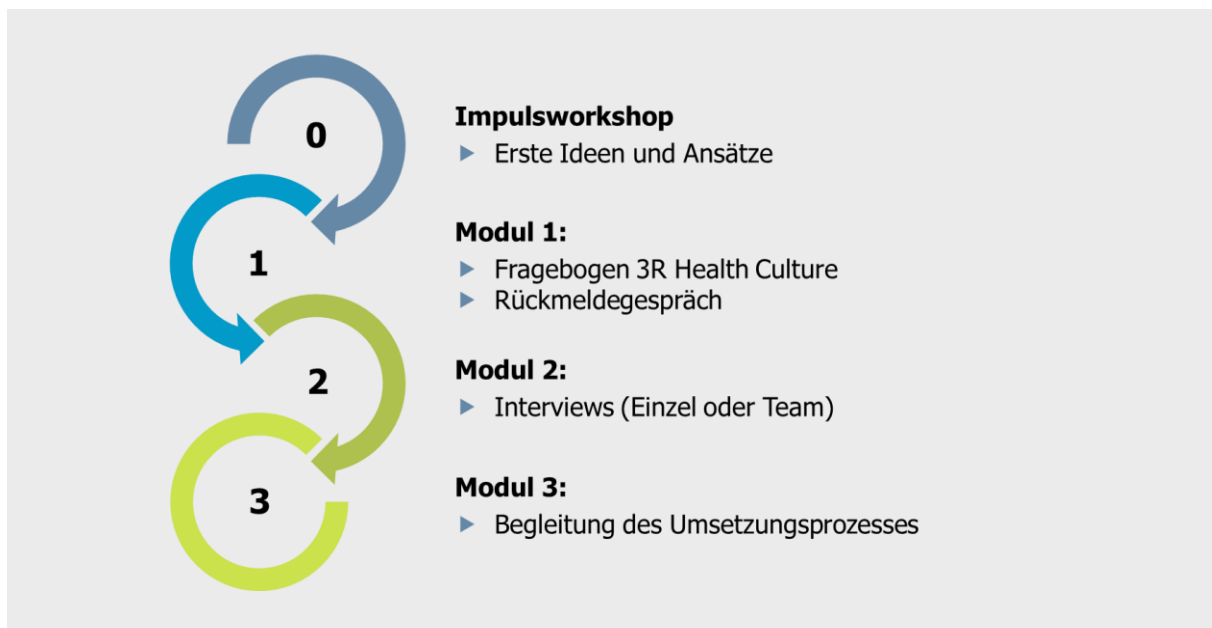 0
Impulsworkshop
Erste Ideen und Ansätze
1
Modul 1:
Fragebogen 3R Health Culture
Rückmeldegespräch
2
Modul 2:
Interviews (Einzel oder Team)
3
Modul 3:
Begleitung des Umsetzungsprozesses